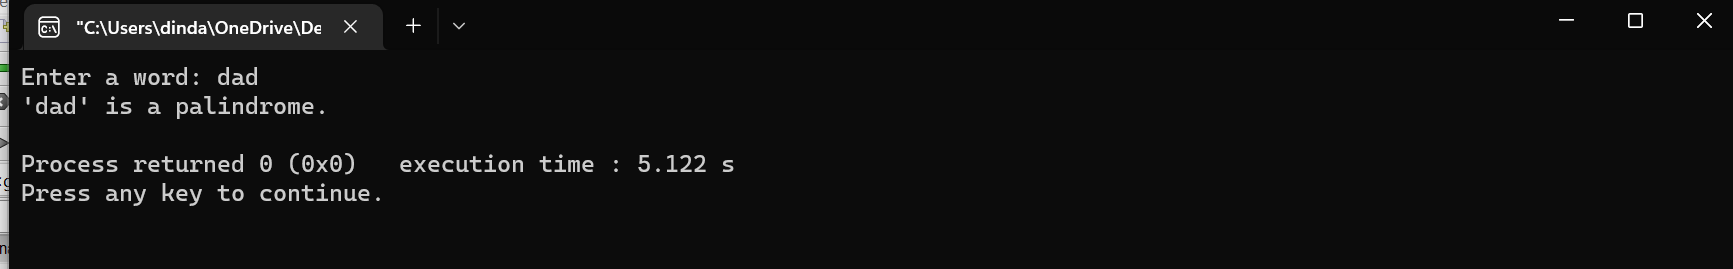 "C:\Users\dinda\OneDrive\De
Enter a word: dad
'dad' is a palindrome.
Process returned 0 (0x0)   execution time : 5.122 s
Press any key to continue.